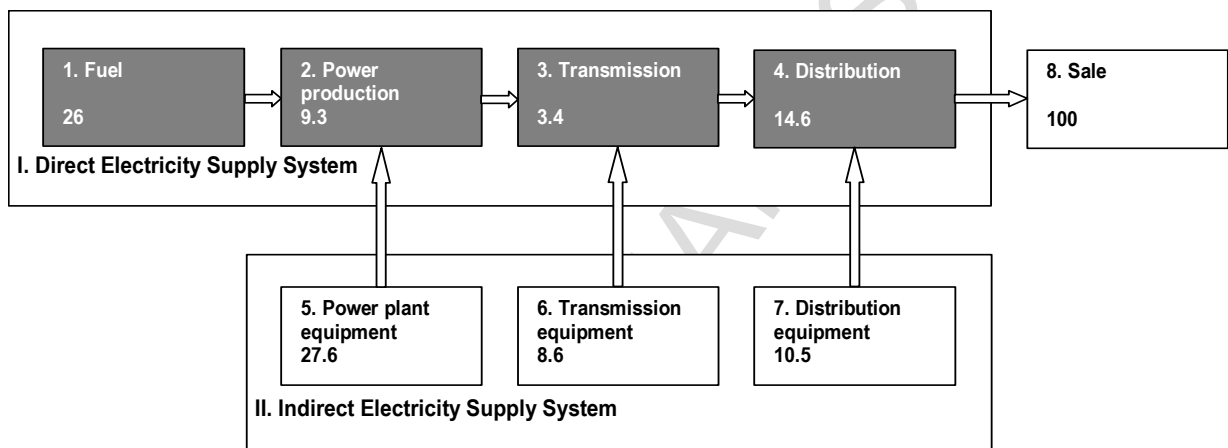 1. Fuel
26
2. Power
production
9.3
3. Transmission
3.4
4. Distribution
14.6
8. Sale
100
I. Direct Electricity Supply System
5. Power plant
equipment
27.6
6. Transmission
equipment
8.6
7. Distribution
equipment
10.5
II. Indirect Electricity Supply System